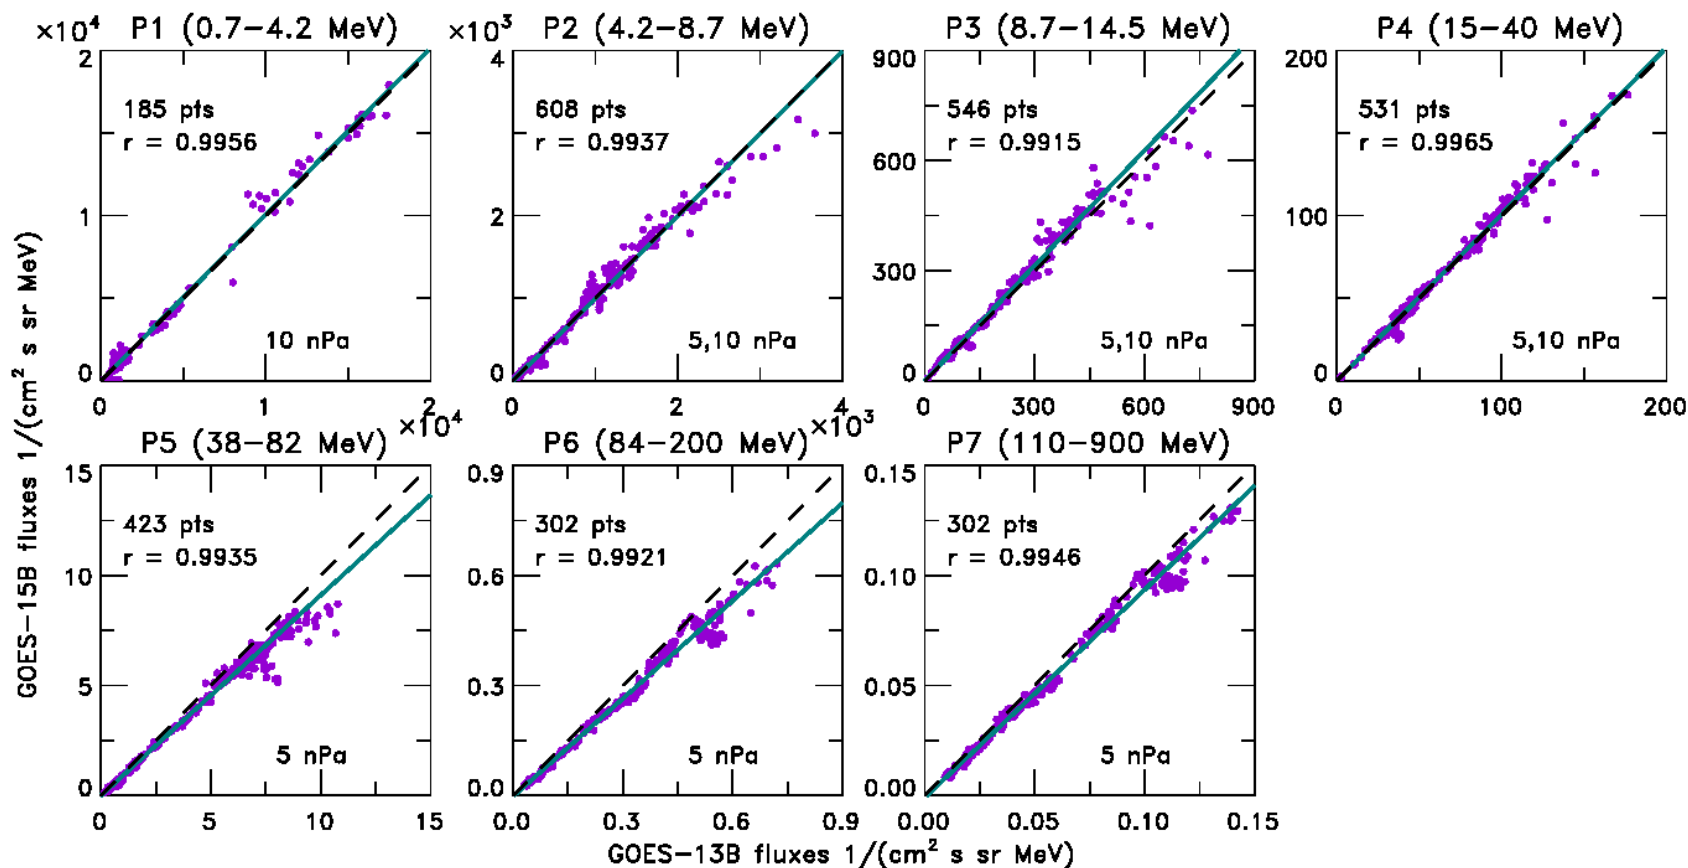 P1 (0.7–4.2 MeV)
×10⁴
2
1
0
185 pts
r = 0.9956
10 nPa
0 1 2
×10⁴
P2 (4.2–8.7 MeV)
×10³
4
2
0
608 pts
r = 0.9937
5,10 nPa
0 2 4
×10³
P3 (8.7–14.5 MeV)
900
600
300
0
546 pts
r = 0.9915
5,10 nPa
0 300 600 900
P4 (15–40 MeV)
200
100
0
531 pts
r = 0.9965
5,10 nPa
0 100 200
GOES–15B fluxes 1/(cm² s sr MeV)
P5 (38–82 MeV)
15
10
5
0
423 pts
r = 0.9935
5 nPa
0 5 10 15
P6 (84–200 MeV)
0.9
0.6
0.3
0.0
302 pts
r = 0.9921
5 nPa
0.0 0.3 0.6 0.9
P7 (110–900 MeV)
0.15
0.10
0.05
0.00
302 pts
r = 0.9946
5 nPa
0.00 0.05 0.10 0.15
GOES–13B fluxes 1/(cm² s sr MeV)